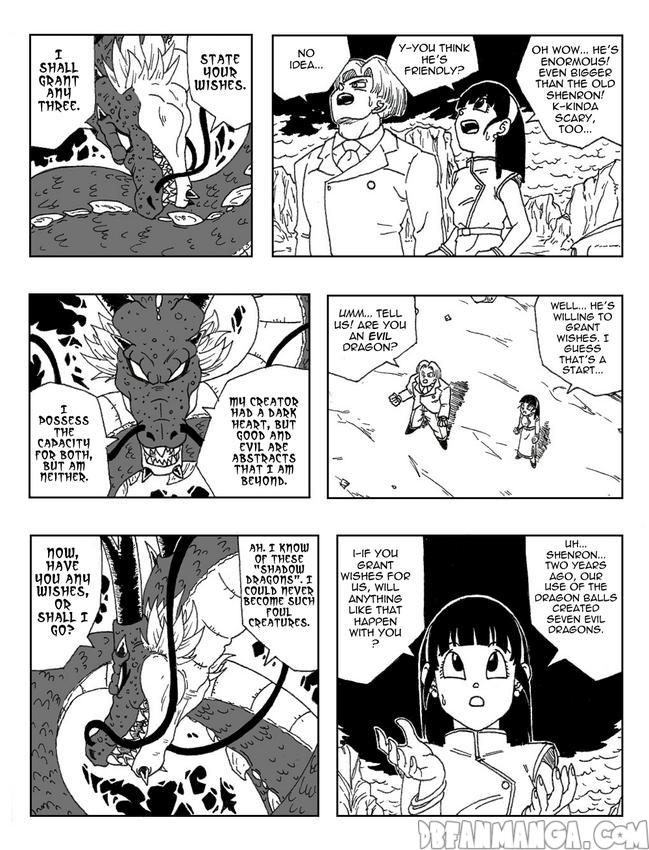 OH WOW... HE'S
ENORMOUS!
EVEN BIGGER
THAN THE OLD
SHENRON!
K-KINDA
SCARY,
TOO...
Y-YOU THINK
HE'S
FRIENDLY?
NO
IDEA...
STATE
YOUR
WISHES.
I
SHALL
GRANT
ANY
THREE.
WELL... HE'S
WILLING TO
GRANT
WISHES. I
GUESS
THAT'S A
START...
UMM... TELL
US! ARE YOU
AN EVIL
DRAGON?
MY CREATOR
HAD A DARK
HEART, BUT
GOOD AND
EVIL ARE
ABSTRACTS
THAT I AM
BEYOND.
I
POSSESS
THE
CAPACITY
FOR BOTH,
BUT AM
NEITHER.
UH...
SHENRON...
TWO YEARS
AGO, OUR
USE OF THE
DRAGON BALLS
CREATED
SEVEN EVIL
DRAGONS.
I-IF YOU
GRANT
WISHES FOR
US, WILL
ANYTHING
LIKE THAT
HAPPEN
WITH YOU
?
AH. I KNOW
OF THESE
"SHADOW
DRAGONS". I
COULD NEVER
BECOME SUCH
FOUL
CREATURES.
NOW,
HAVE
YOU ANY
WISHES,
OR
SHALL I
GO?
DBFANMANGA.COM